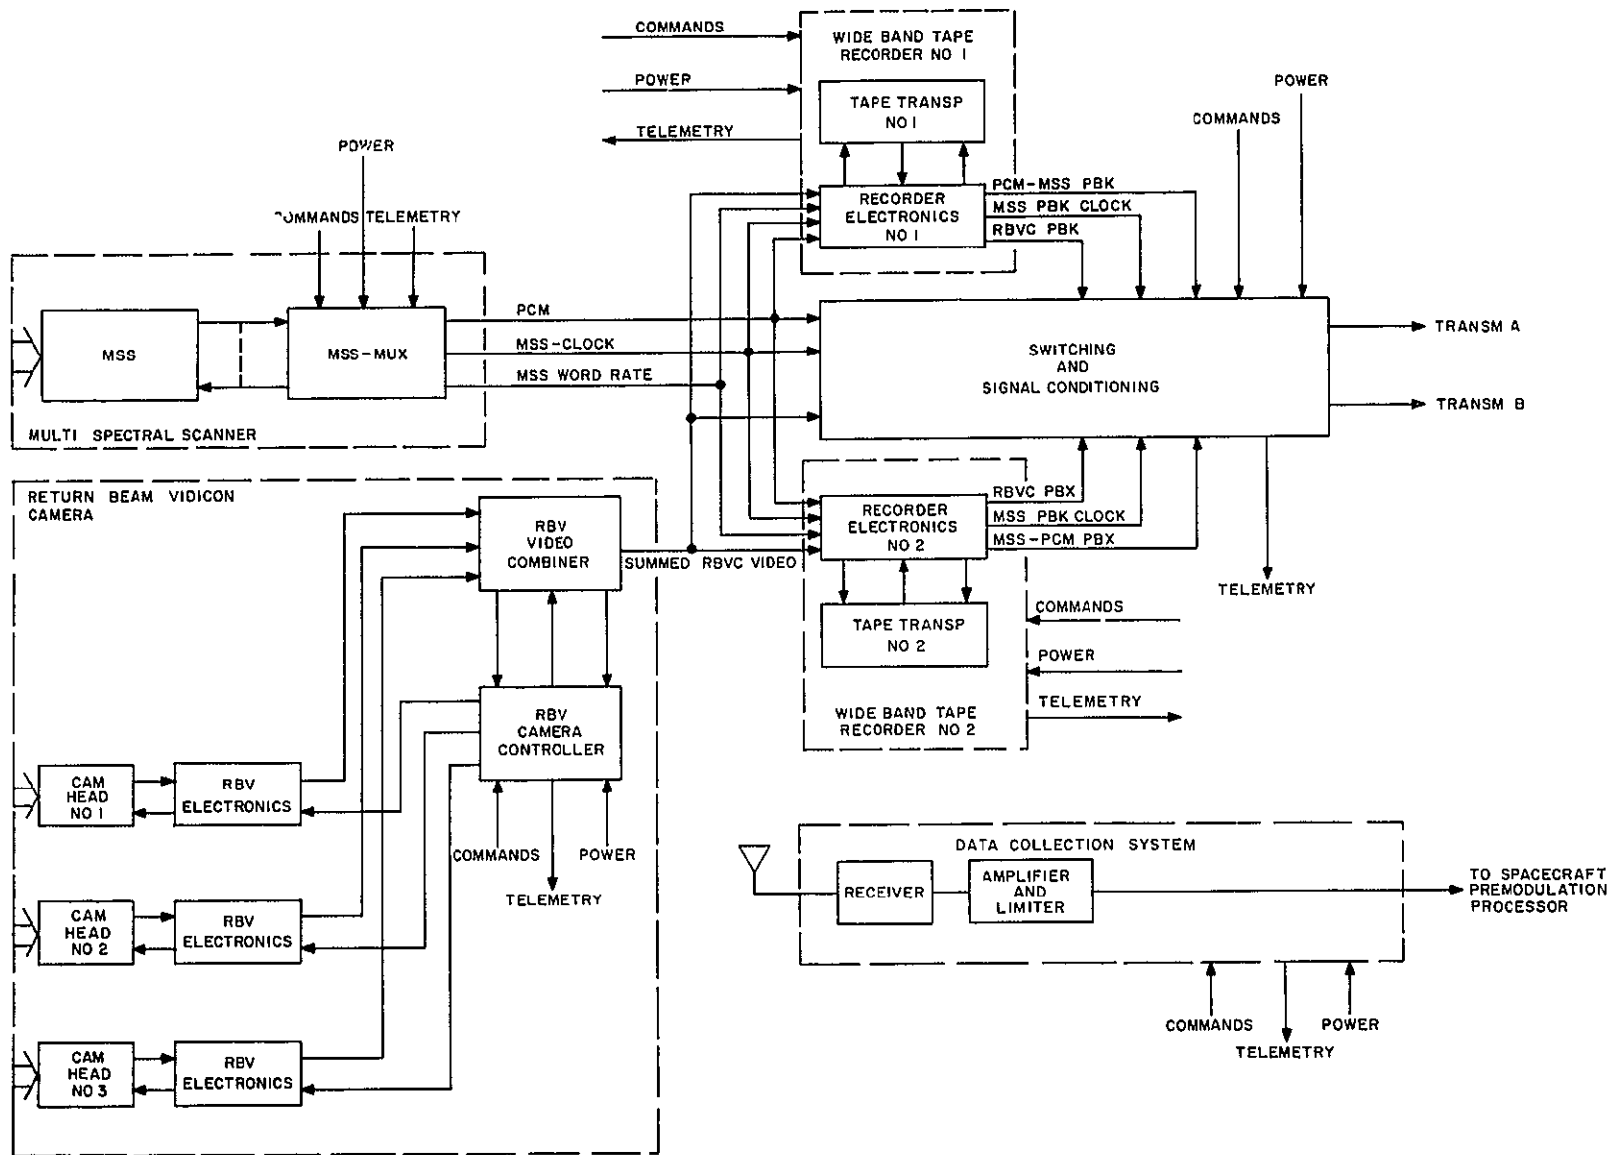 COMMANDS
POWER
TELEMETRY
WIDE BAND TAPE
RECORDER NO 1
TAPE TRANSP
NO 1
RECORDER
ELECTRONICS
NO 1
PCM-MSS PBK
MSS PBK CLOCK
RBVC PBK
POWER
COMMANDS
POWER
COMMANDS TELEMETRY
MSS
MSS-MUX
MULTI SPECTRAL SCANNER
PCM
MSS-CLOCK
MSS WORD RATE
SWITCHING
AND
SIGNAL CONDITIONING
TRANSM A
TRANSM B
TELEMETRY
RETURN BEAM VIDICON
CAMERA
RBV
VIDEO
COMBINER
SUMMED RBVC VIDEO
RECORDER
ELECTRONICS
NO 2
RBVC PBX
MSS PBK CLOCK
MSS-PCM PBX
TAPE TRANSP
NO 2
WIDE BAND TAPE
RECORDER NO 2
COMMANDS
POWER
TELEMETRY
RBV
CAMERA
CONTROLLER
COMMANDS
POWER
TELEMETRY
CAM
HEAD
NO 1
RBV
ELECTRONICS
CAM
HEAD
NO 2
RBV
ELECTRONICS
CAM
HEAD
NO 3
RBV
ELECTRONICS
DATA COLLECTION SYSTEM
RECEIVER
AMPLIFIER
AND
LIMITER
TO SPACECRAFT
PREMODULATION
PROCESSOR
COMMANDS
POWER
TELEMETRY